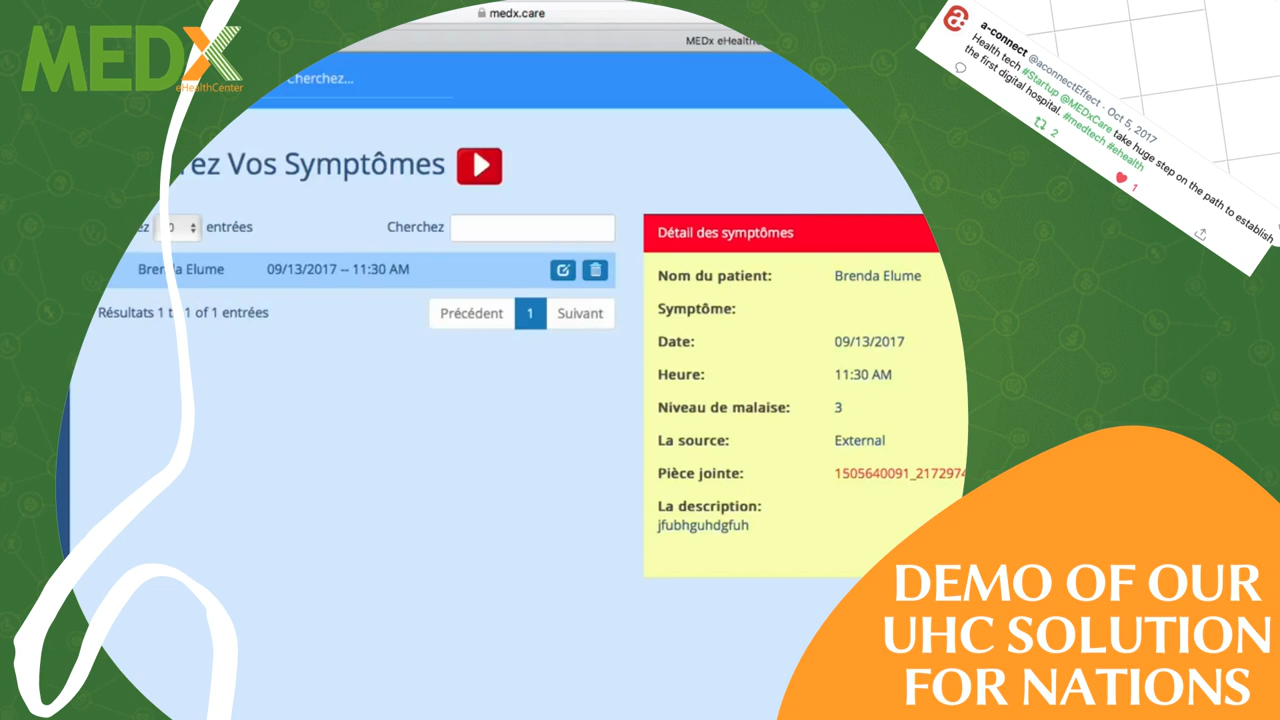 MEDX
eHealthCenter
medx.care
MEDx eHealth
Cherchez...
rez Vos Symptômes
entrées
Cherchez
Brenda Elume 09/13/2017 -- 11:30 AM
Résultats 1 to 1 of 1 entrées
Précédent 1 Suivant
Détail des symptômes
Nom du patient: Brenda Elume
Symptôme:
Date: 09/13/2017
Heure: 11:30 AM
Niveau de malaise: 3
La source: External
Pièce jointe: 1505640091_2172974
La description:
jfubhguhdgfuh
a-connect @aconnectEffect · Oct 5, 2017
Health tech #Startup @MEDxCare take huge step on the path to establish
the first digital hospital. #medtech #ehealth
2
1
DEMO OF OUR
UHC SOLUTION
FOR NATIONS